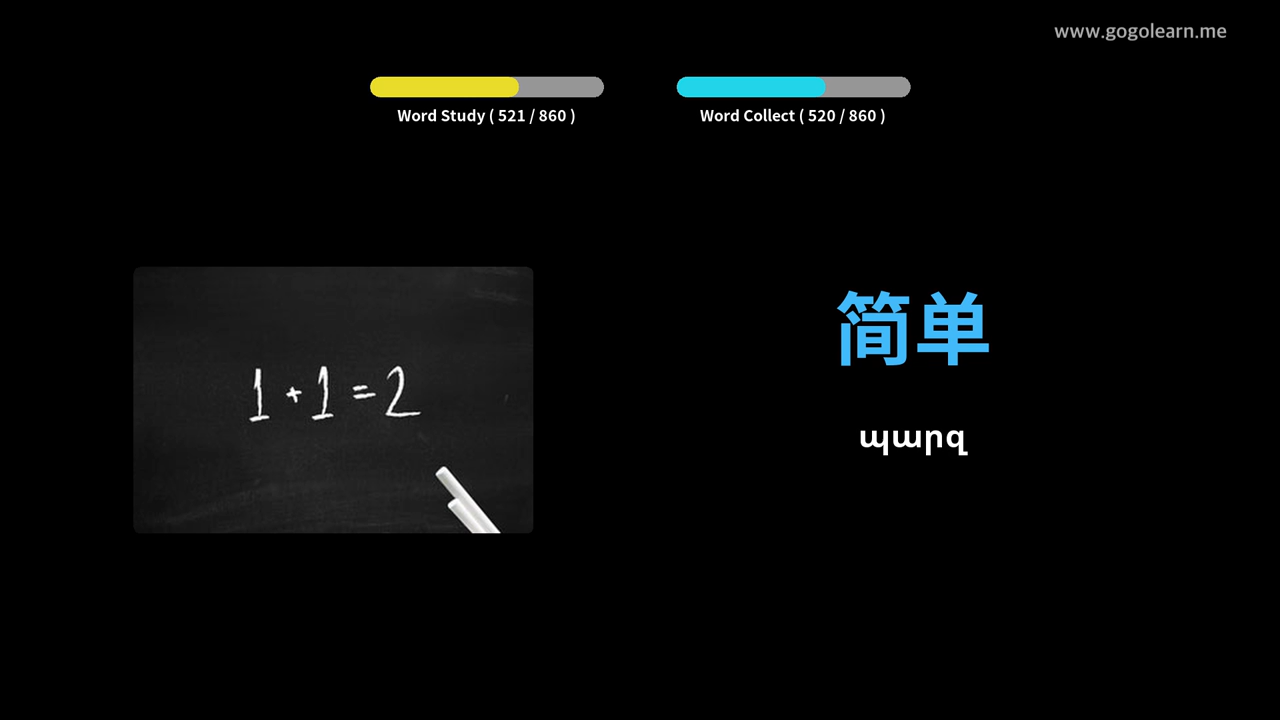 www.gogolearn.me
Word Study ( 521 / 860 )
Word Collect ( 520 / 860 )
1 + 1 = 2
简单
պարզ